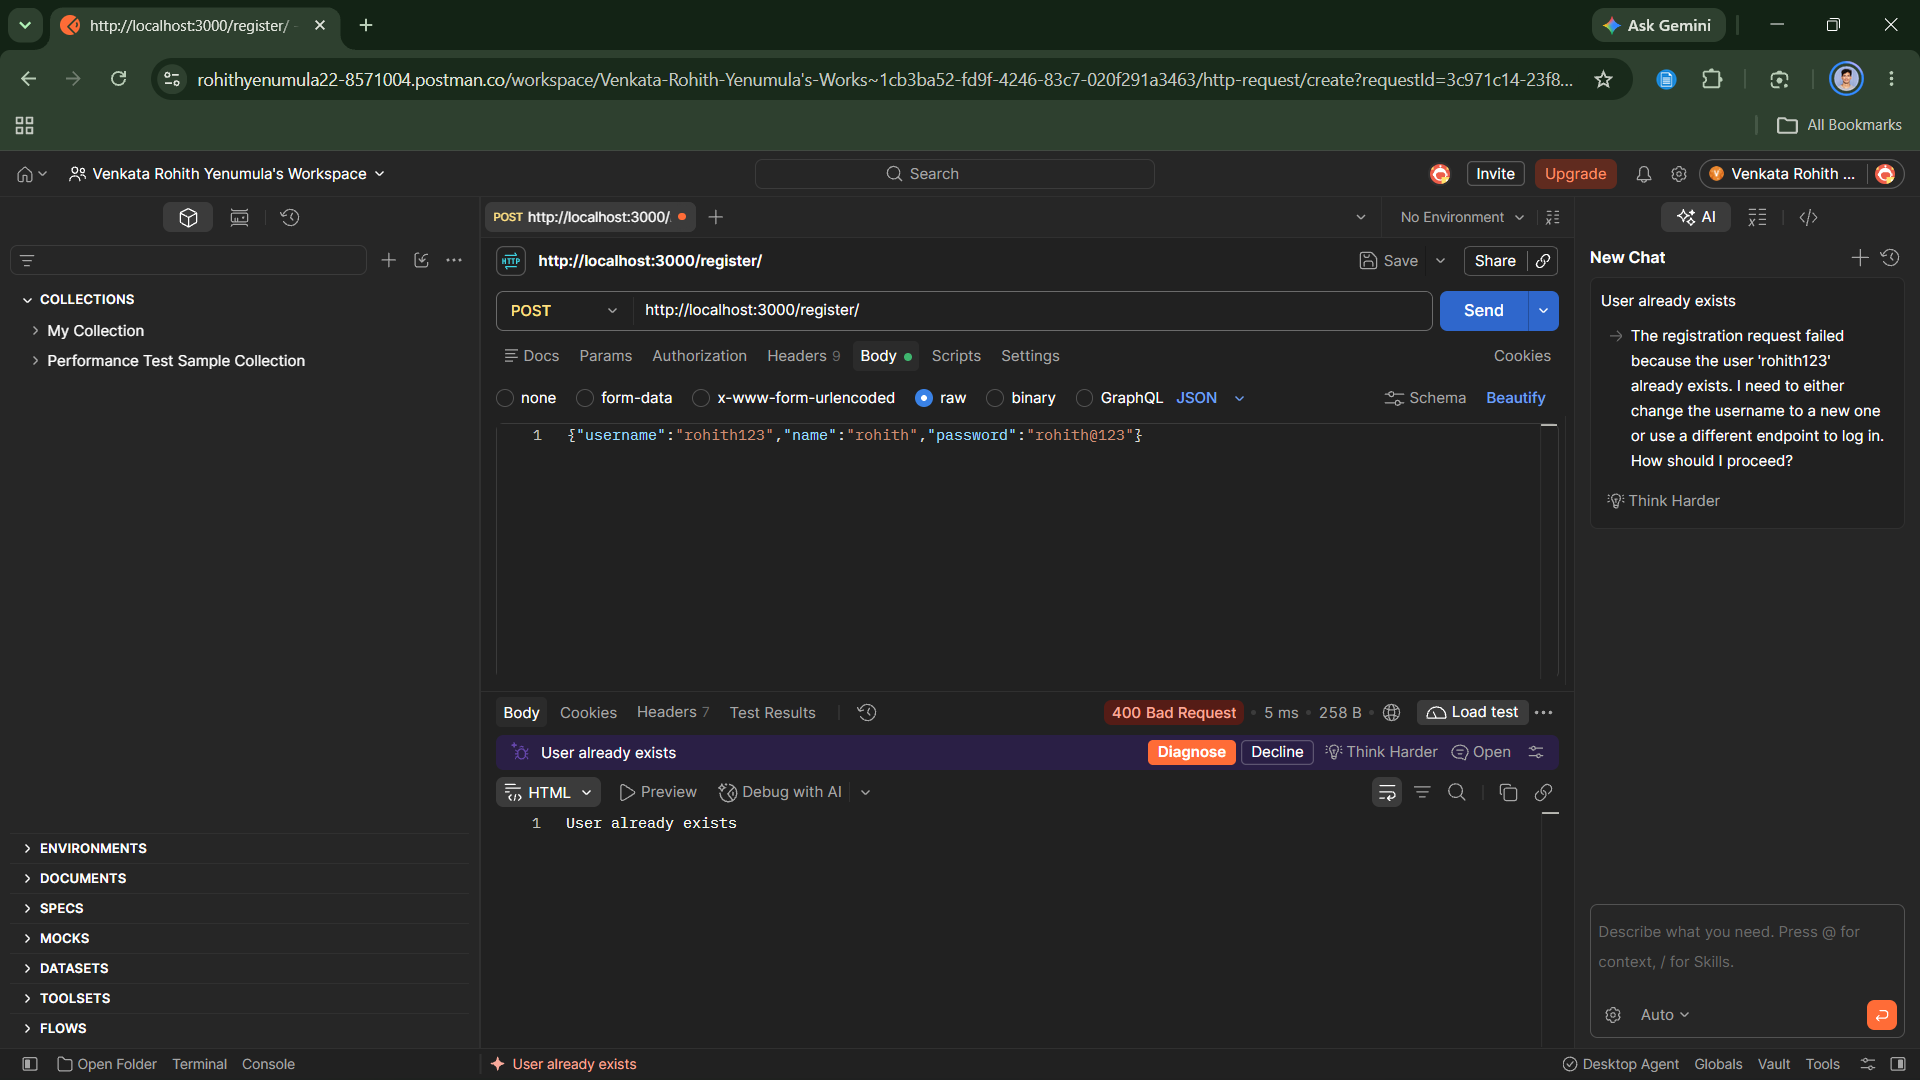 http://localhost:3000/register/
Ask Gemini
rohithyenumula22-8571004.postman.co/workspace/Venkata-Rohith-Yenumula's-Works~1cb3ba52-fd9f-4246-83c7-020f291a3463/http-request/create?requestId=3c971c14-23f8...
All Bookmarks
Venkata Rohith Yenumula's Workspace
Search
Invite
Upgrade
V
Venkata Rohith ...
POST http://localhost:3000/
No Environment
AI
HTTP http://localhost:3000/register/
Save
Share
New Chat
COLLECTIONS
My Collection
Performance Test Sample Collection
POST
http://localhost:3000/register/
Send
Docs
Params
Authorization
Headers 9
Body
Scripts
Settings
Cookies
none
form-data
x-www-form-urlencoded
raw
binary
GraphQL
JSON
Schema
Beautify
1 {"username":"rohith123","name":"rohith","password":"rohith@123"}
User already exists
The registration request failed
because the user 'rohith123'
already exists. I need to either
change the username to a new one
or use a different endpoint to log in.
How should I proceed?
Think Harder
Body
Cookies
Headers 7
Test Results
400 Bad Request
5 ms
258 B
Load test
User already exists
Diagnose
Decline
Think Harder
Open
HTML
Preview
Debug with AI
1 User already exists
ENVIRONMENTS
DOCUMENTS
SPECS
MOCKS
DATASETS
TOOLSETS
FLOWS
Describe what you need. Press @ for
context, / for Skills.
Auto
Open Folder
Terminal
Console
User already exists
Desktop Agent
Globals
Vault
Tools